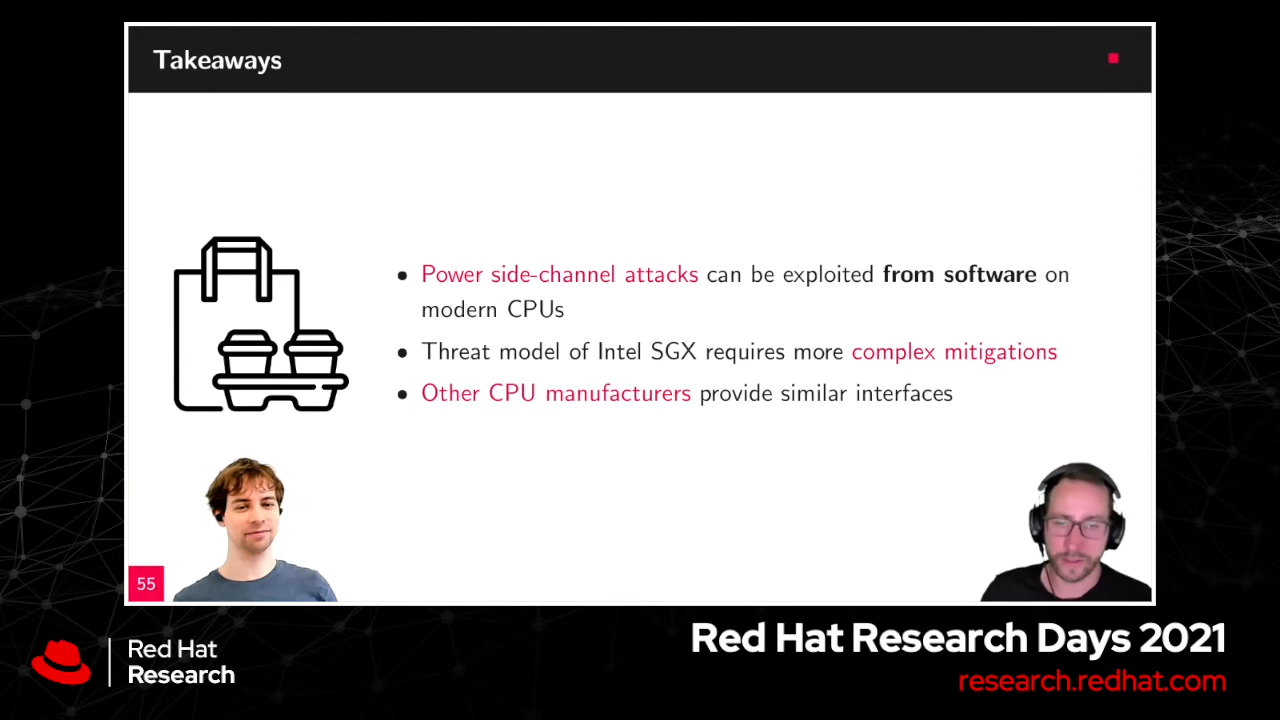 Takeaways
• Power side-channel attacks can be exploited from software on
modern CPUs
• Threat model of Intel SGX requires more complex mitigations
• Other CPU manufacturers provide similar interfaces
55
Red Hat
Research
Red Hat Research Days 2021
research.redhat.com